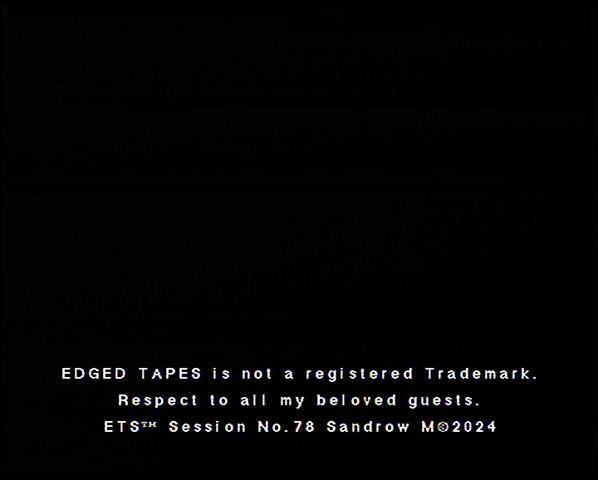 EDGED TAPES is not a registered Trademark.
Respect to all my beloved guests.
ETS™ Session No.78 Sandrow M©2024